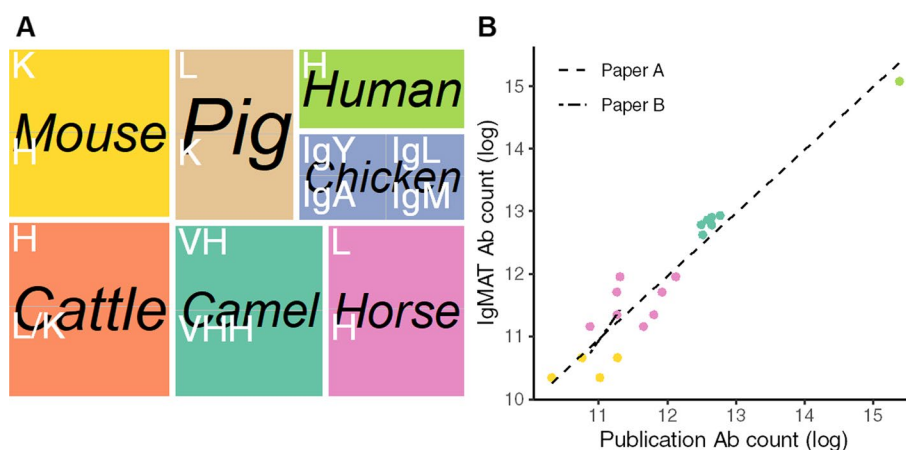 A
K
Mouse
H
L
Pig
K
H
Human
IgY IgL
Chicken
IgA IgM
H
Cattle
L/K
VH
Camel
VHH
L
Horse
H
B
Paper A
Paper B
IgMAT Ab count (log)
15
14
13
12
11
10
11 12 13 14 15
Publication Ab count (log)